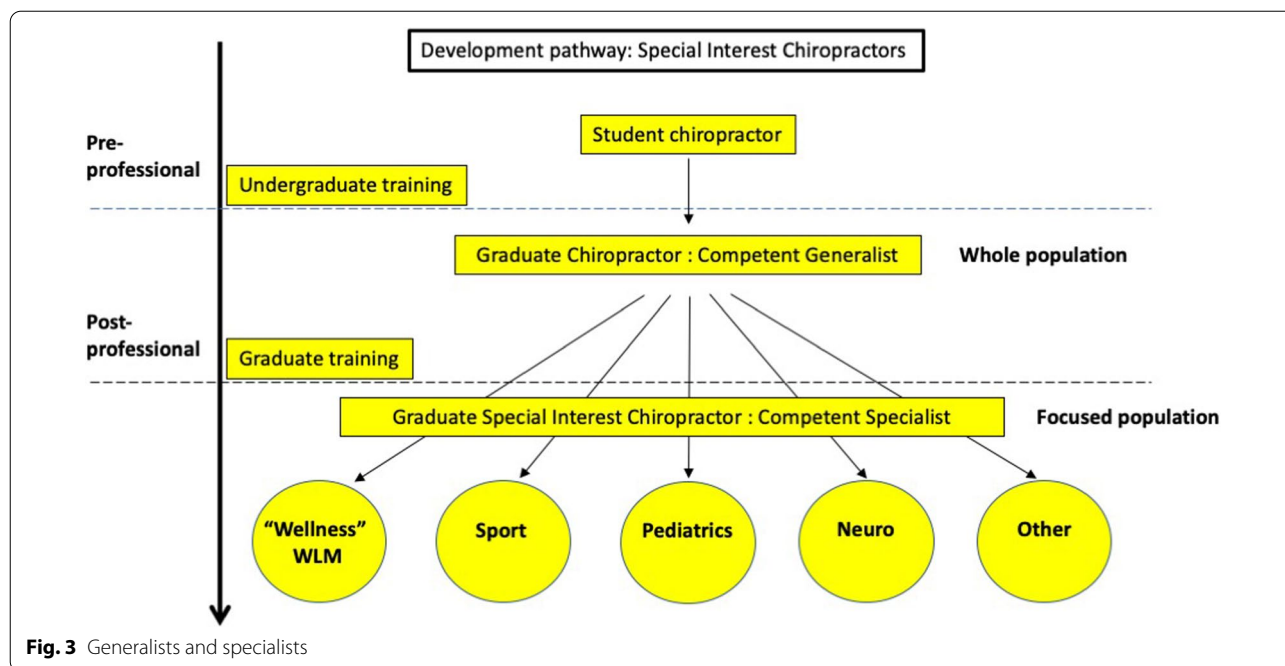 Development pathway: Special Interest Chiropractors
Student chiropractor
Pre-
professional
Undergraduate training
Graduate Chiropractor : Competent Generalist
Whole population
Post-
professional
Graduate training
Graduate Special Interest Chiropractor : Competent Specialist
Focused population
“Wellness”
WLM
Sport
Pediatrics
Neuro
Other
Fig. 3 Generalists and specialists